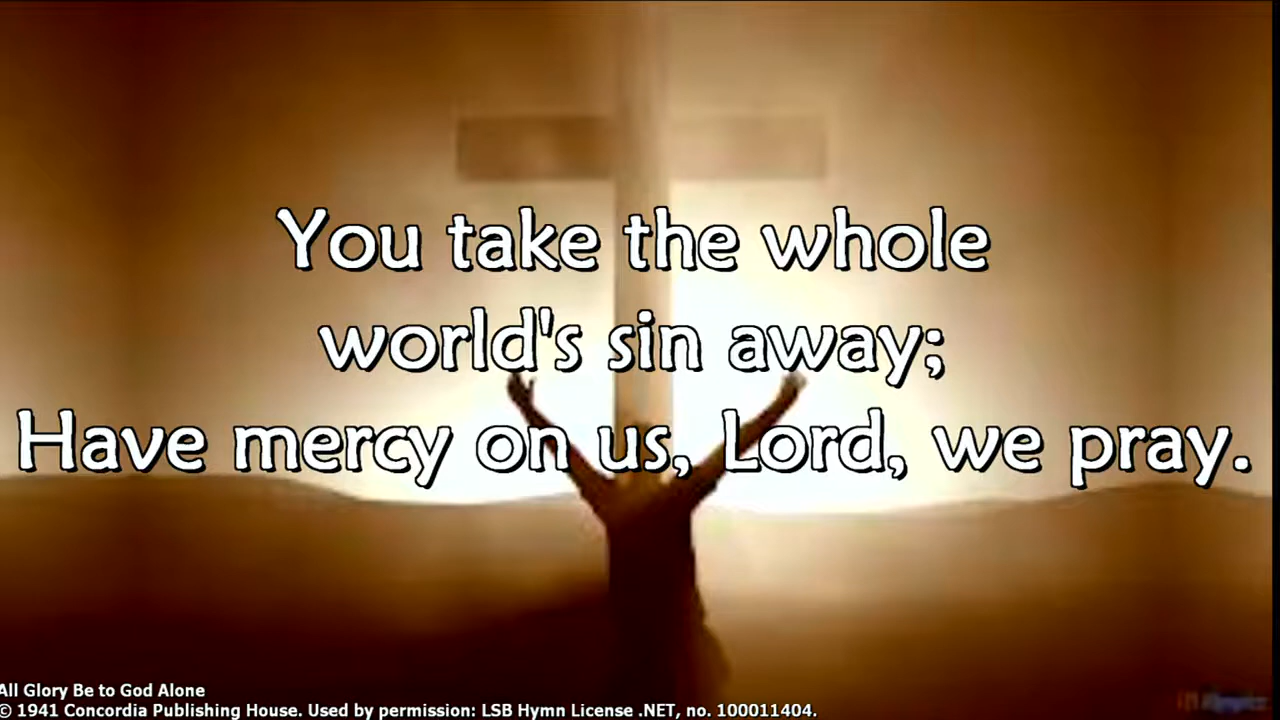 You take the whole
world's sin away;
Have mercy on us, Lord, we pray.
All Glory Be to God Alone
© 1941 Concordia Publishing House. Used by permission: LSB Hymn License .NET, no. 100011404.